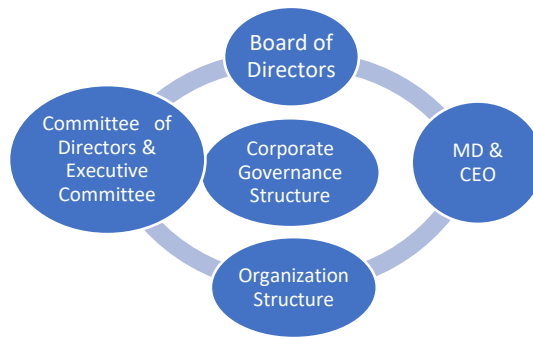 Board of
Directors
Committee of
Directors &
Executive
Committee
Corporate
Governance
Structure
MD &
CEO
Organization
Structure